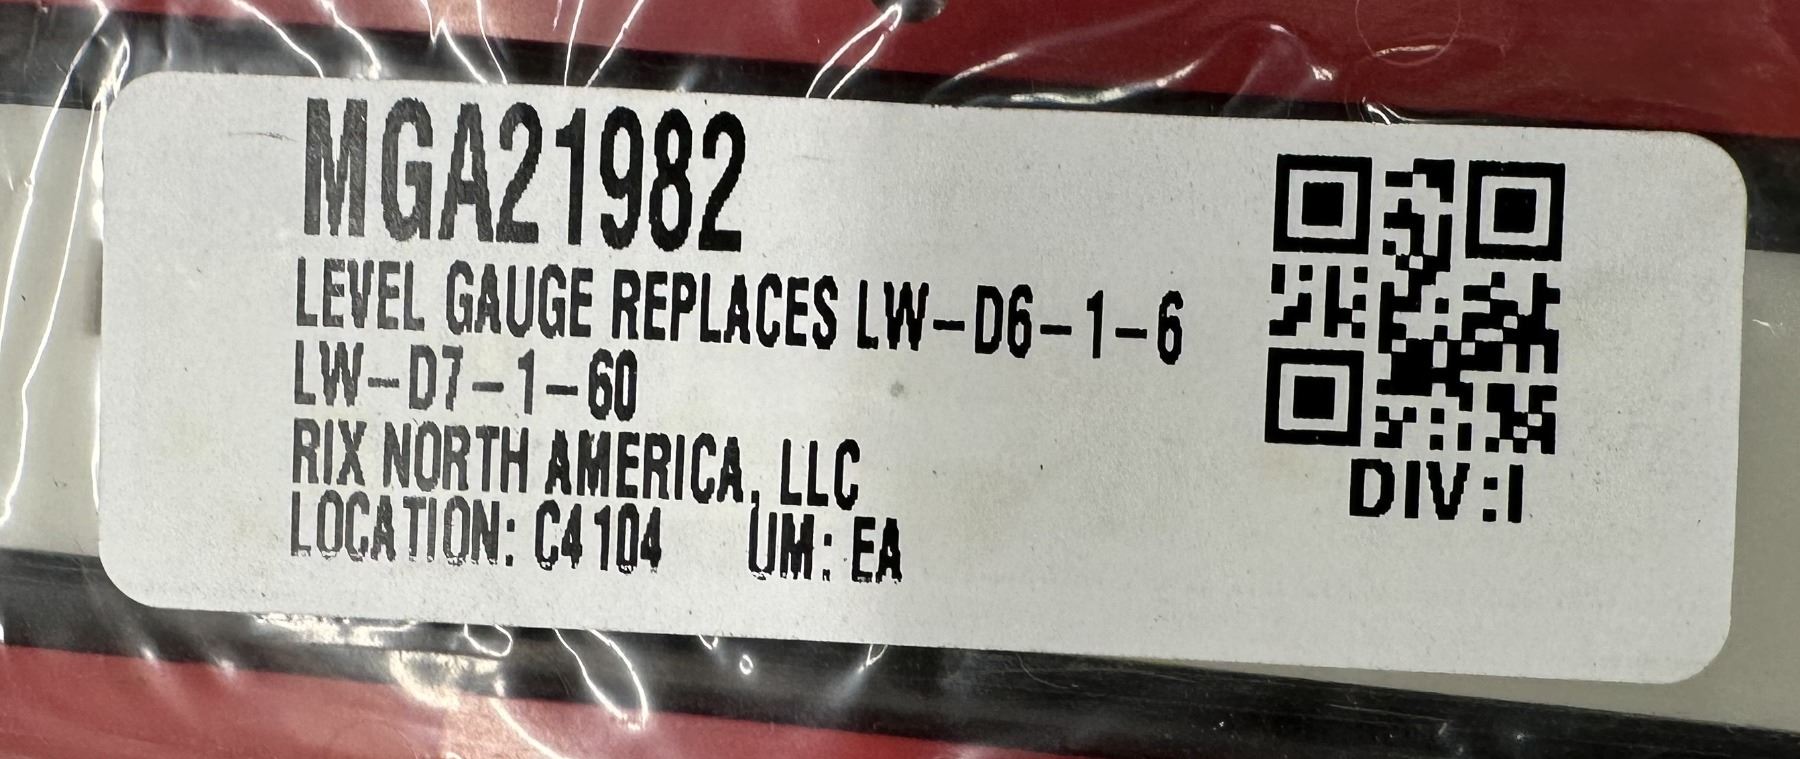 MGA21982
LEVEL GAUGE REPLACES LW-D6-1-6
LW-D7-1-60
RIX NORTH AMERICA, LLC
LOCATION: C4104 UM: EA
DIV:I